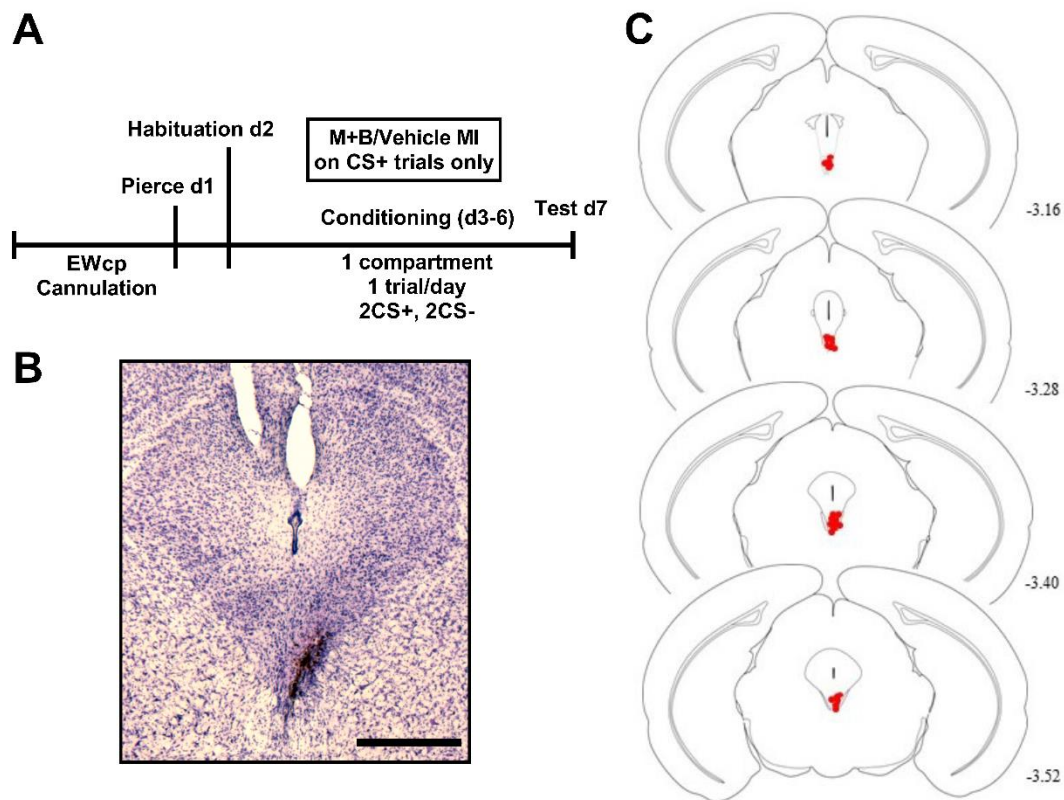 A
Habituation d2
Pierce d1
M+B/Vehicle MI
on CS+ trials only
Conditioning (d3-6)
Test d7
EWcp
Cannulation
1 compartment
1 trial/day
2CS+, 2CS-
B
C
-3.16
-3.28
-3.40
-3.52